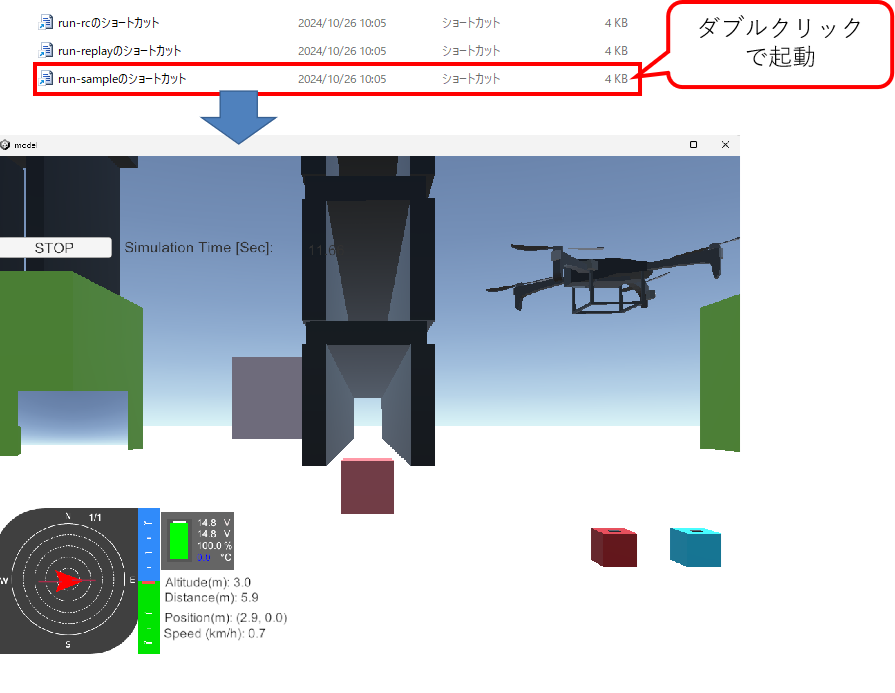 run-rcのショートカット 2024/10/26 10:05 ショートカット 4 KB
run-replayのショートカット 2024/10/26 10:05 ショートカット 4 KB
run-sampleのショートカット 2024/10/26 10:05 ショートカット 4 KB
ダブルクリック
で起動
model
STOP Simulation Time [Sec]:
N 1/1
W E
S
14.8 V
14.8 V
100.0 %
0.0 °C
Altitude(m): 3.0
Distance(m): 5.9
Position(m): (2.9, 0.0)
Speed (km/h): 0.7